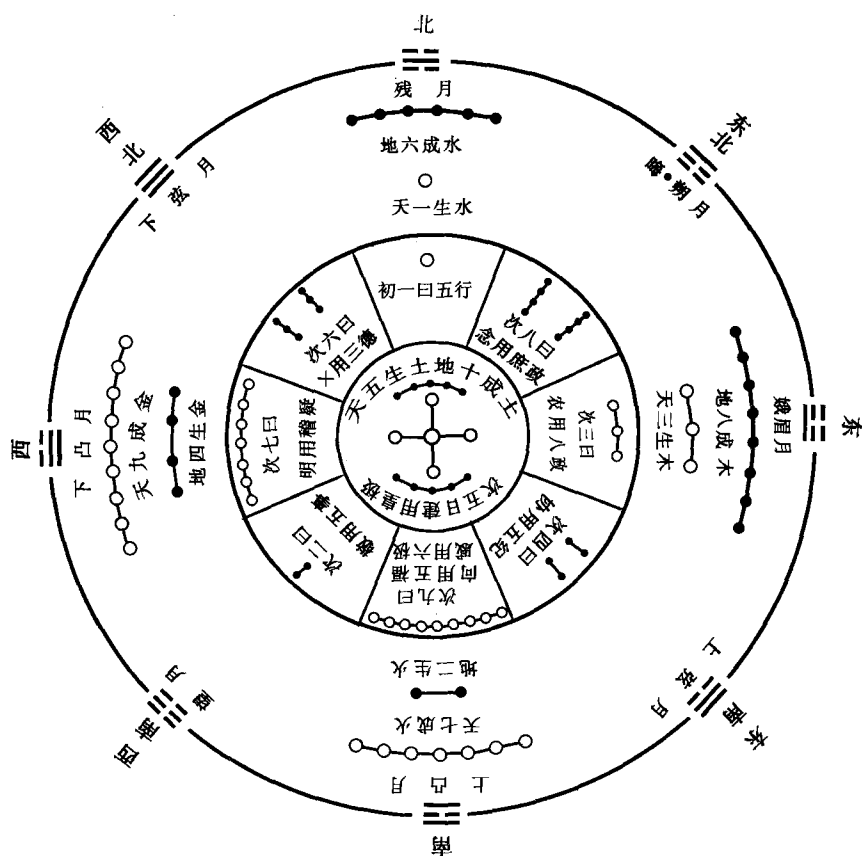 北
残月
地六成水
天一生水
东北
朔月
娥眉月
地八成木
天三生木
东
上弦月
东南
地二生火
天七成火
上凸月
南
望月
西南
西
下凸月
天九成金
地四生金
西北
下弦月
初一曰五行
次八曰
念用庶政
次三曰
农用八政
次四曰
协用五纪
次九曰
向用五福
威用六极
次二曰
敬用五事
次七曰
明用稽疑
次六曰
×用三德
天五生土地十成土
次五曰建用皇极